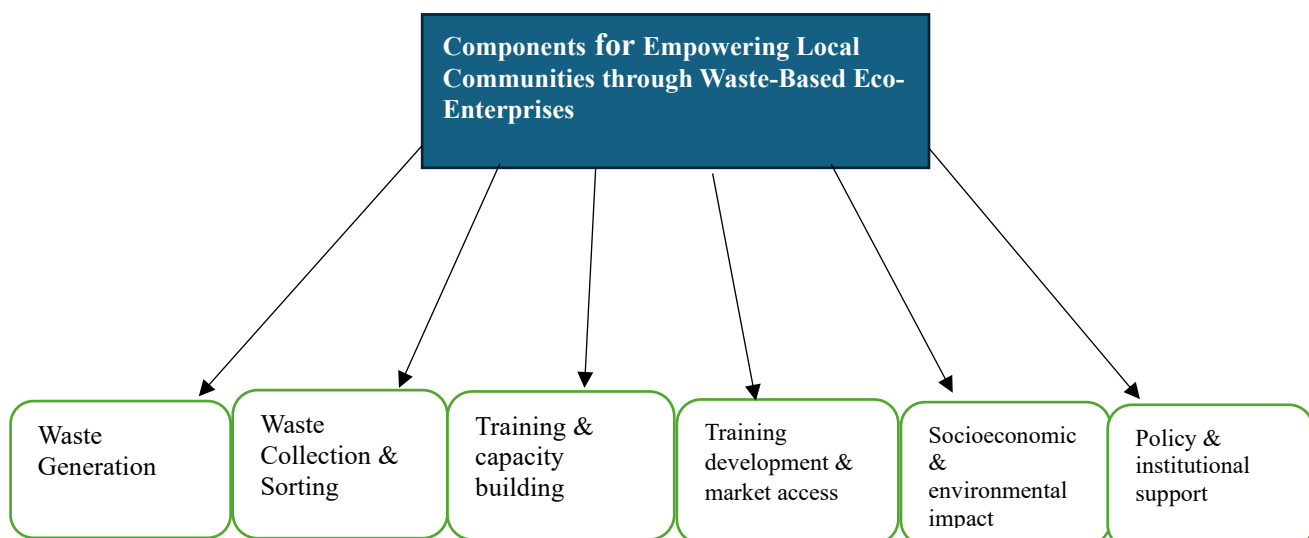 Components for Empowering Local
Communities through Waste-Based Eco-
Enterprises
Waste
Generation
Waste
Collection &
Sorting
Training &
capacity
building
Training
development &
market access
Socioeconomic
&
environmental
impact
Policy &
institutional
support